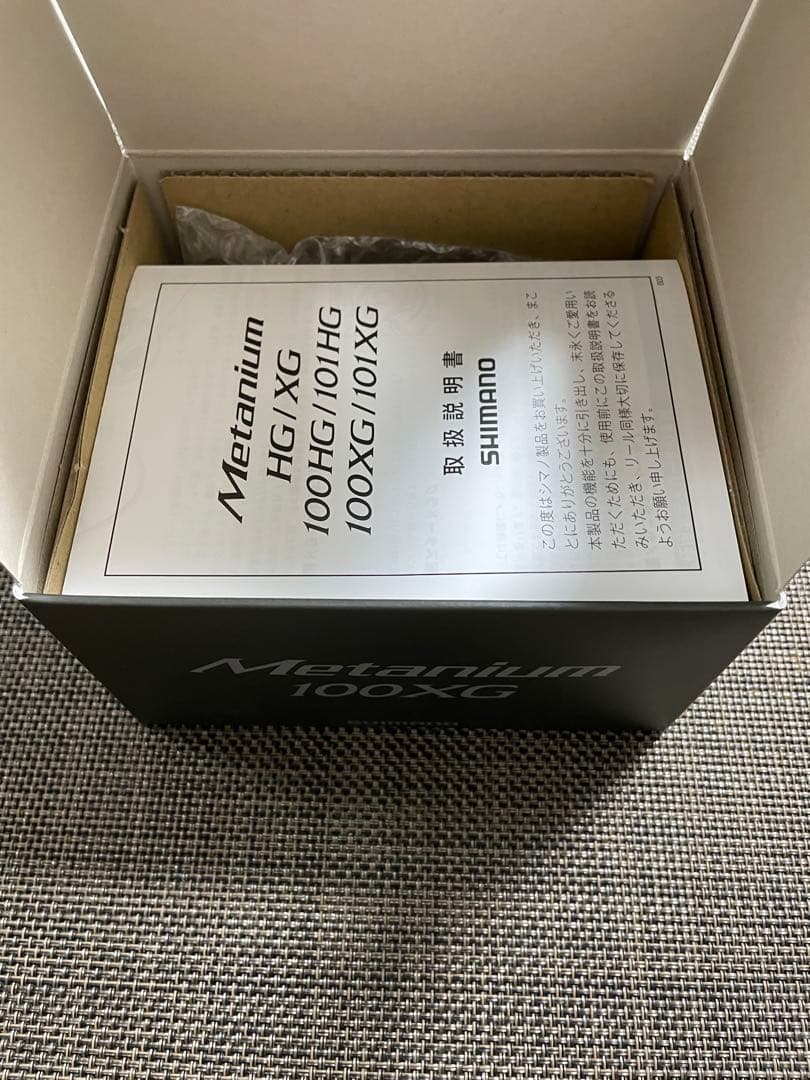 Metanium
HG/XG
100HG/101HG
100XG/101XG
取扱説明書
SHIMANO
この度はシマノ製品をお買い上げいただき、まこ
とにありがとうございます。
本製品の機能を十分に引き出し、末永くご愛用い
ただくためにも、使用前にこの取扱説明書をお読
みいただき、リール同様大切に保存してくださる
ようお願い申し上げます。
Metanium
100XG
SHIMANO